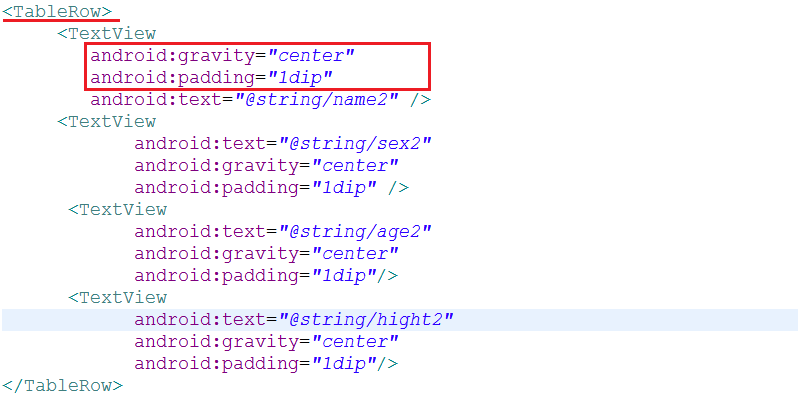 <TableRow>
<TextView
android:gravity="center"
android:padding="1dip"
android:text="@string/name2" />
<TextView
android:text="@string/sex2"
android:gravity="center"
android:padding="1dip" />
<TextView
android:text="@string/age2"
android:gravity="center"
android:padding="1dip"/>
<TextView
android:text="@string/hight2"
android:gravity="center"
android:padding="1dip"/>
</TableRow>